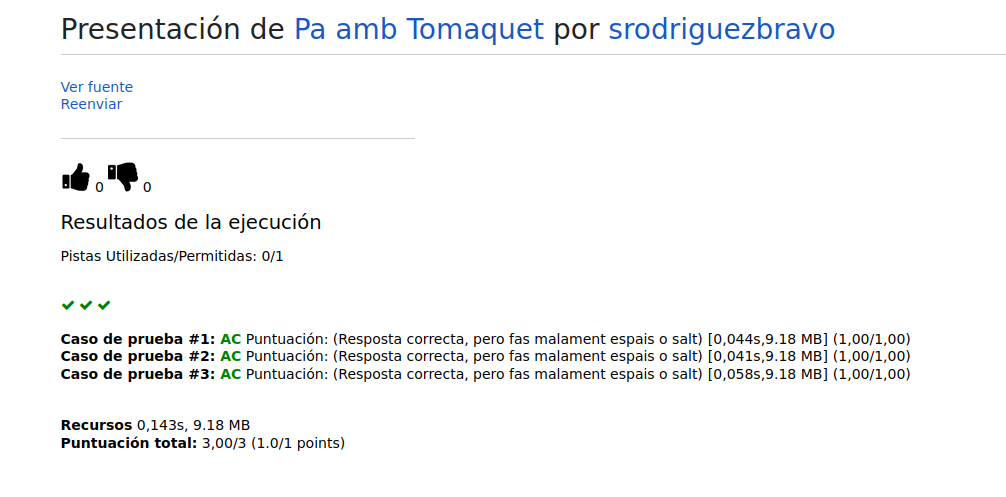 Presentación de Pa amb Tomaquet por srodriguezbravo
Ver fuente
Reenviar
0 0
Resultados de la ejecución
Pistas Utilizadas/Permitidas: 0/1
Caso de prueba #1: AC Puntuación: (Resposta correcta, pero fas malament espais o salt) [0,044s,9.18 MB] (1,00/1,00)
Caso de prueba #2: AC Puntuación: (Resposta correcta, pero fas malament espais o salt) [0,041s,9.18 MB] (1,00/1,00)
Caso de prueba #3: AC Puntuación: (Resposta correcta, pero fas malament espais o salt) [0,058s,9.18 MB] (1,00/1,00)
Recursos 0,143s, 9.18 MB
Puntuación total: 3,00/3 (1.0/1 points)